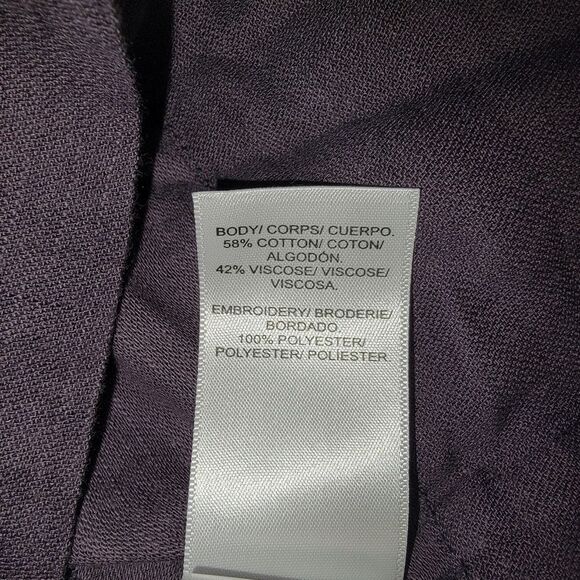 BODY/ CORPS/ CUERPO.
58% COTTON/ COTON/
ALGODÓN.
42% VISCOSE/ VISCOSE/
VISCOSA.
EMBROIDERY/ BRODERIE/
BORDADO.
100% POLYESTER/
POLYESTER/ POLIESTER